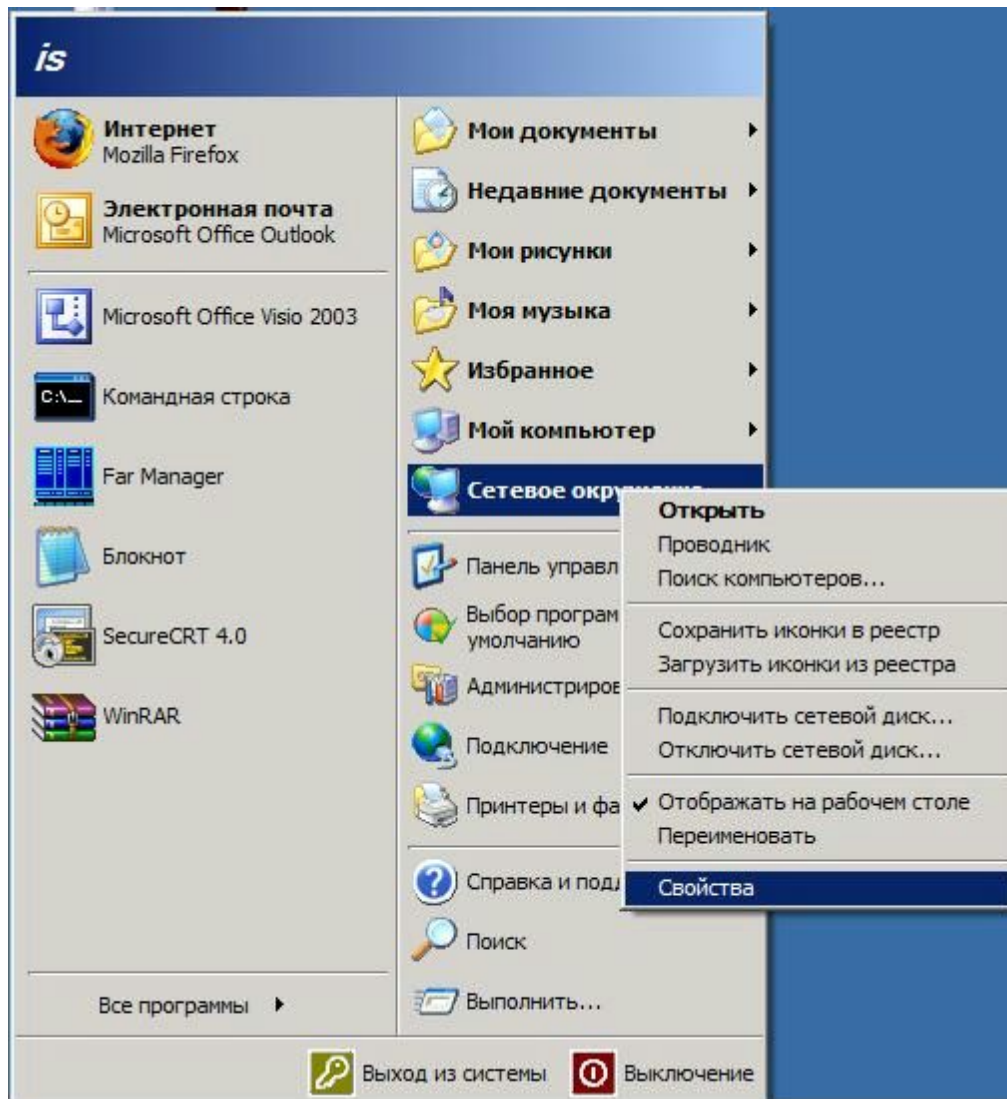 is
Интернет
Mozilla Firefox
Электронная почта
Microsoft Office Outlook
Microsoft Office Visio 2003
C:\_
Командная строка
Far Manager
Блокнот
SecureCRT 4.0
WinRAR
Все программы
Мои документы
Недавние документы
Мои рисунки
Моя музыка
Избранное
Мой компьютер
Сетевое
Панель управл
Выбор програм
умолчанию
Администриров
Подключение
Принтеры и фа
Справка и под
Поиск
Выполнить...
Открыть
Проводник
Поиск компьютеров...
Сохранить иконки в реестр
Загрузить иконки из реестра
Подключить сетевой диск...
Отключить сетевой диск...
Отображать на рабочем столе
Переименовать
Свойства
Выход из системы
Выключение